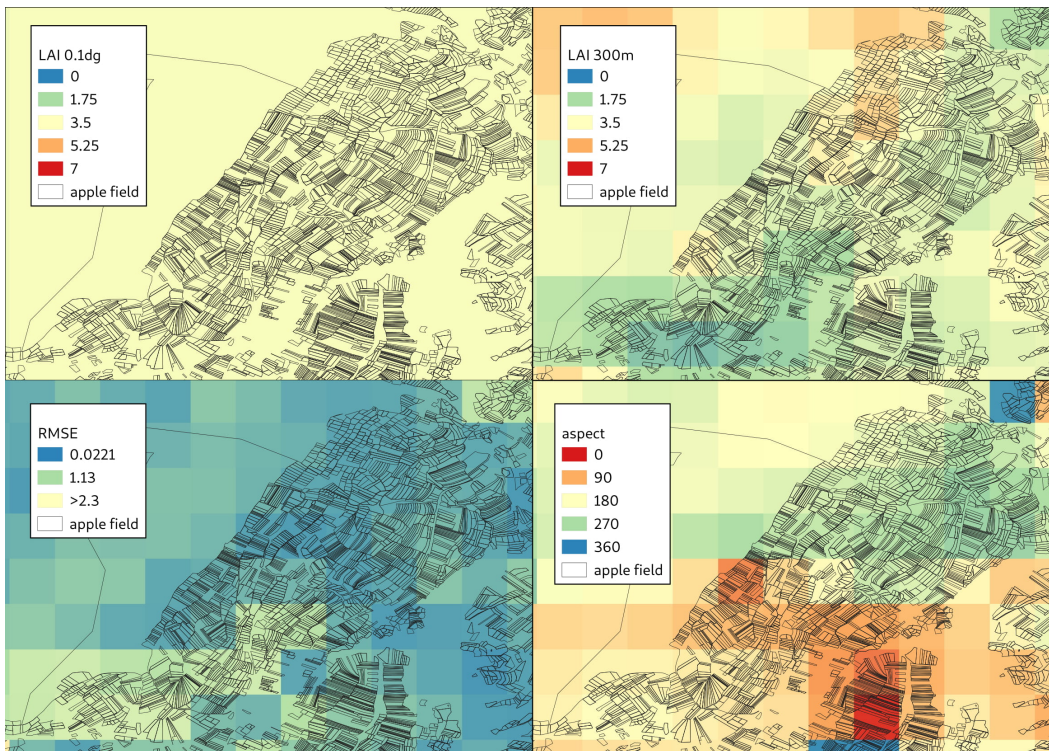 LAI 0.1dg
0
1.75
3.5
5.25
7
apple field
LAI 300m
0
1.75
3.5
5.25
7
apple field
RMSE
0.0221
1.13
>2.3
apple field
aspect
0
90
180
270
360
apple field